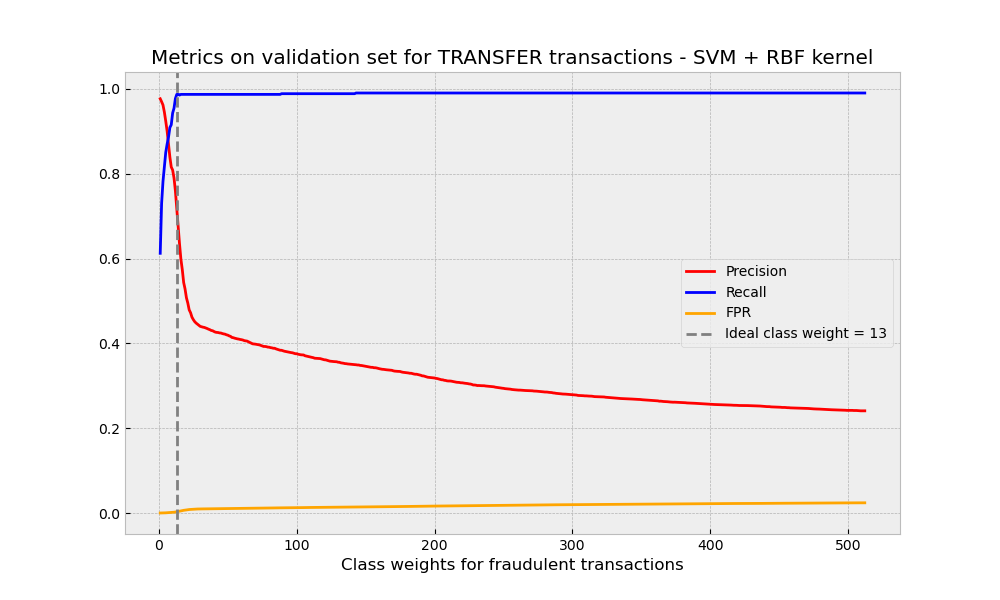 Metrics on validation set for TRANSFER transactions - SVM + RBF kernel
1.0
0.8
0.6
0.4
0.2
0.0
Precision
Recall
FPR
Ideal class weight = 13
0 100 200 300 400 500
Class weights for fraudulent transactions